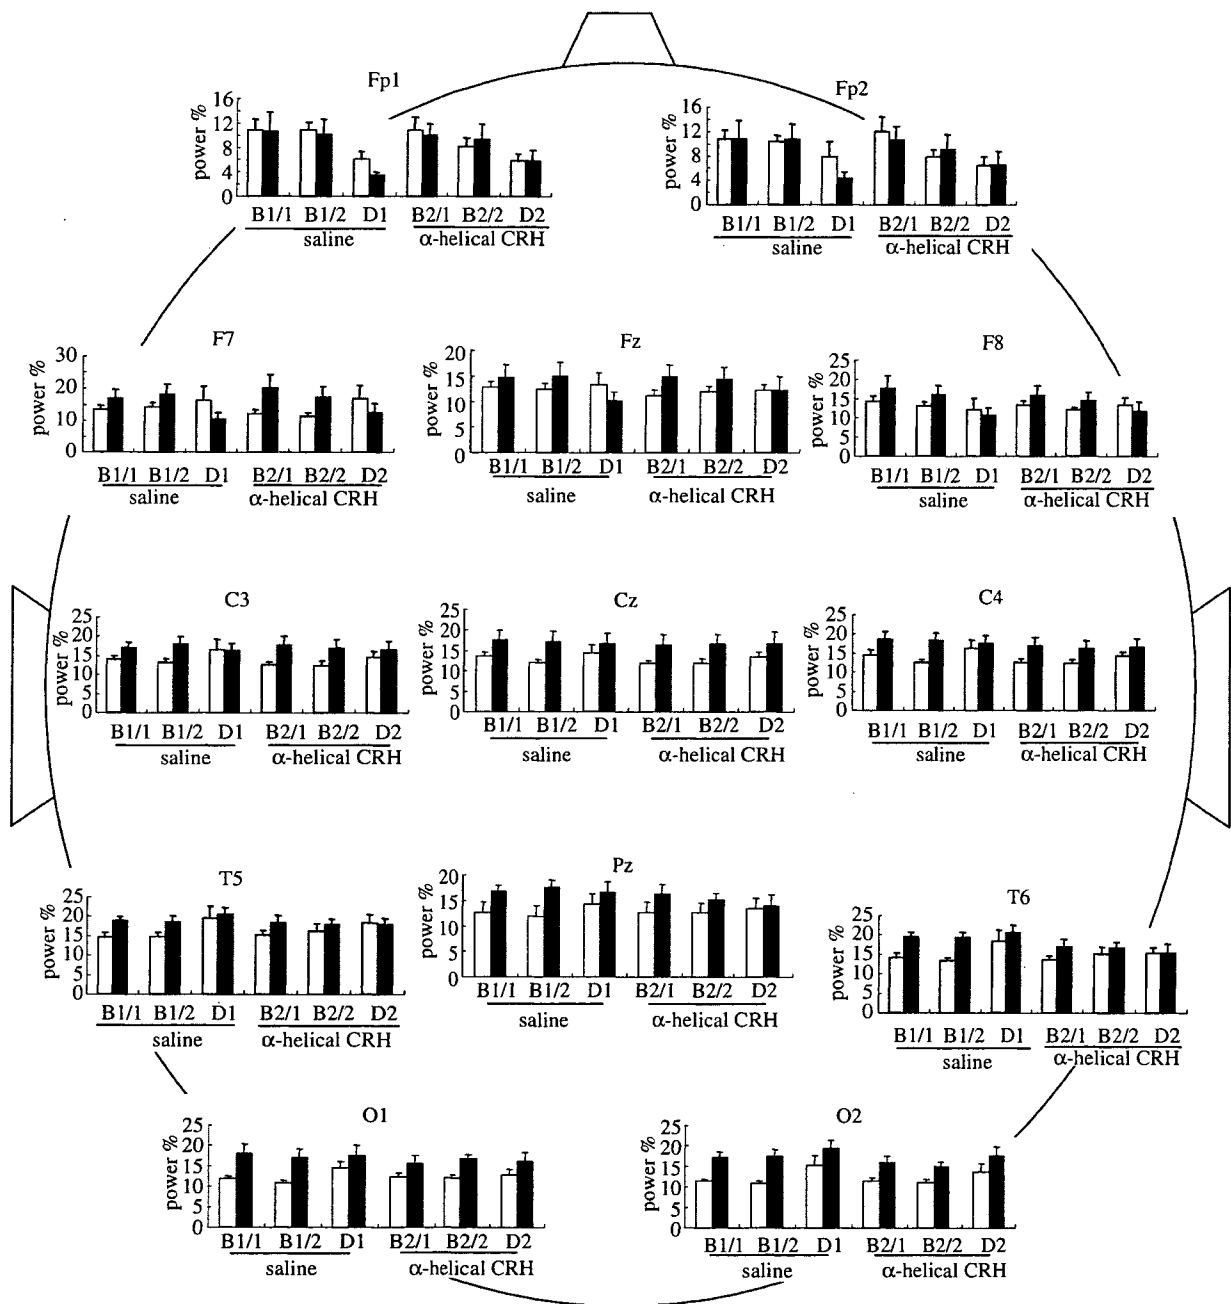 Fp1
power %
16
12
8
4
0
B1/1 B1/2 D1 B2/1 B2/2 D2
saline α-helical CRH
Fp2
power %
16
12
8
4
0
B1/1 B1/2 D1 B2/1 B2/2 D2
saline α-helical CRH
F7
power %
30
20
10
0
B1/1 B1/2 D1 B2/1 B2/2 D2
saline α-helical CRH
Fz
power %
20
15
10
5
0
B1/1 B1/2 D1 B2/1 B2/2 D2
saline α-helical CRH
F8
power %
25
20
15
10
5
0
B1/1 B1/2 D1 B2/1 B2/2 D2
saline α-helical CRH
C3
power %
25
20
15
10
5
0
B1/1 B1/2 D1 B2/1 B2/2 D2
saline α-helical CRH
Cz
power %
25
20
15
10
5
0
B1/1 B1/2 D1 B2/1 B2/2 D2
saline α-helical CRH
C4
power %
25
20
15
10
5
0
B1/1 B1/2 D1 B2/1 B2/2 D2
saline α-helical CRH
T5
power %
25
20
15
10
5
0
B1/1 B1/2 D1 B2/1 B2/2 D2
saline α-helical CRH
Pz
power %
20
15
10
5
0
B1/1 B1/2 D1 B2/1 B2/2 D2
saline α-helical CRH
T6
power %
25
20
15
10
5
0
B1/1 B1/2 D1 B2/1 B2/2 D2
saline α-helical CRH
O1
power %
25
20
15
10
5
0
B1/1 B1/2 D1 B2/1 B2/2 D2
saline α-helical CRH
O2
power %
25
20
15
10
5
0
B1/1 B1/2 D1 B2/1 B2/2 D2
saline α-helical CRH